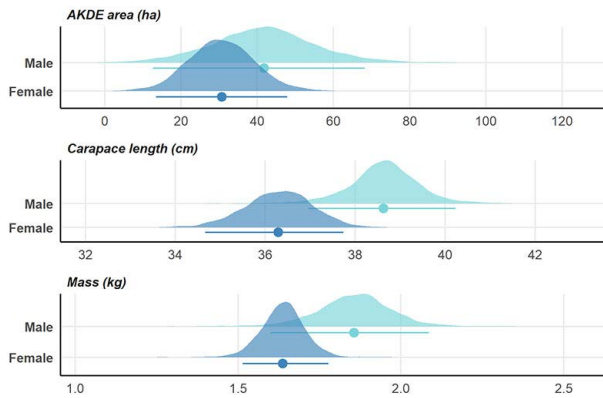 AKDE area (ha)
Male
Female
0 20 40 60 80 100 120
Carapace length (cm)
Male
Female
32 34 36 38 40 42
Mass (kg)
Male
Female
1.0 1.5 2.0 2.5